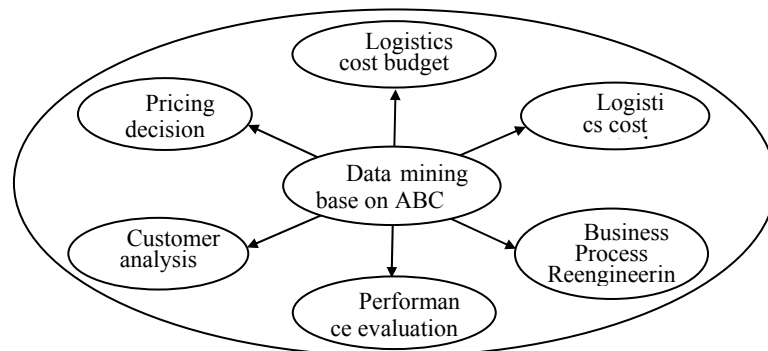 Logistics
cost budget
Pricing
decision
Logisti
cs cost
Data mining
base on ABC
Customer
analysis
Business
Process
Reengineerin
Performan
ce evaluation